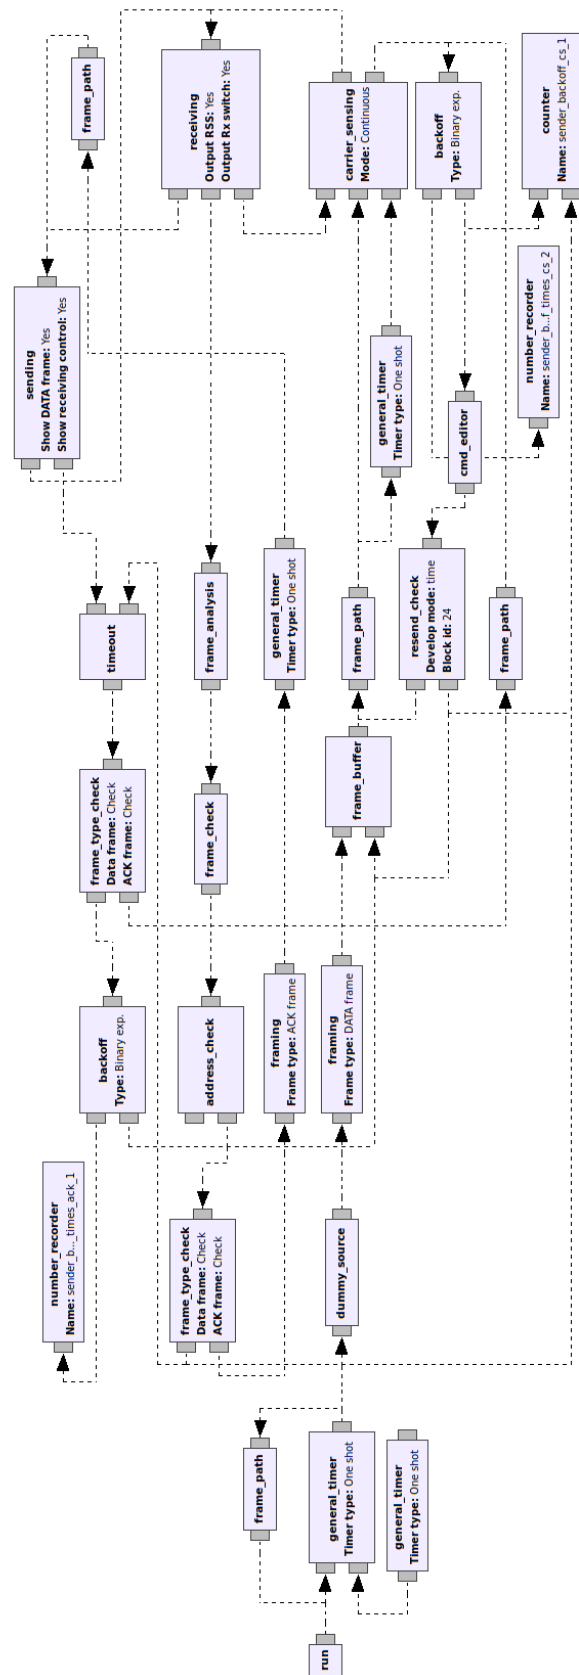 sending
Show DATA frame: Yes
Show receiving control: Yes
number_recorder
Name: sender_b..._times_ack_1
frame_path
backoff
Type: Binary exp.
frame_type_check
Data frame: Check
ACK frame: Check
timeout
receiving
Output RSS: Yes
Output Rx switch: Yes
frame_type_check
Data frame: Check
ACK frame: Check
address_check
frame_check
frame_analysis
frame_path
framing
Frame type: ACK frame
general_timer
Timer type: One shot
run
general_timer
Timer type: One shot
dummy_source
framing
Frame type: DATA frame
frame_buffer
frame_path
carrier_sensing
Mode: Continuous
general_timer
Timer type: One shot
general_timer
Timer type: One shot
resend_check
Develop mode: time
Block id: 24
backoff
Type: Binary exp.
cmd_editor
frame_path
number_recorder
Name: sender_b...f_times_cs_2
counter
Name: sender_backoff_cs_1